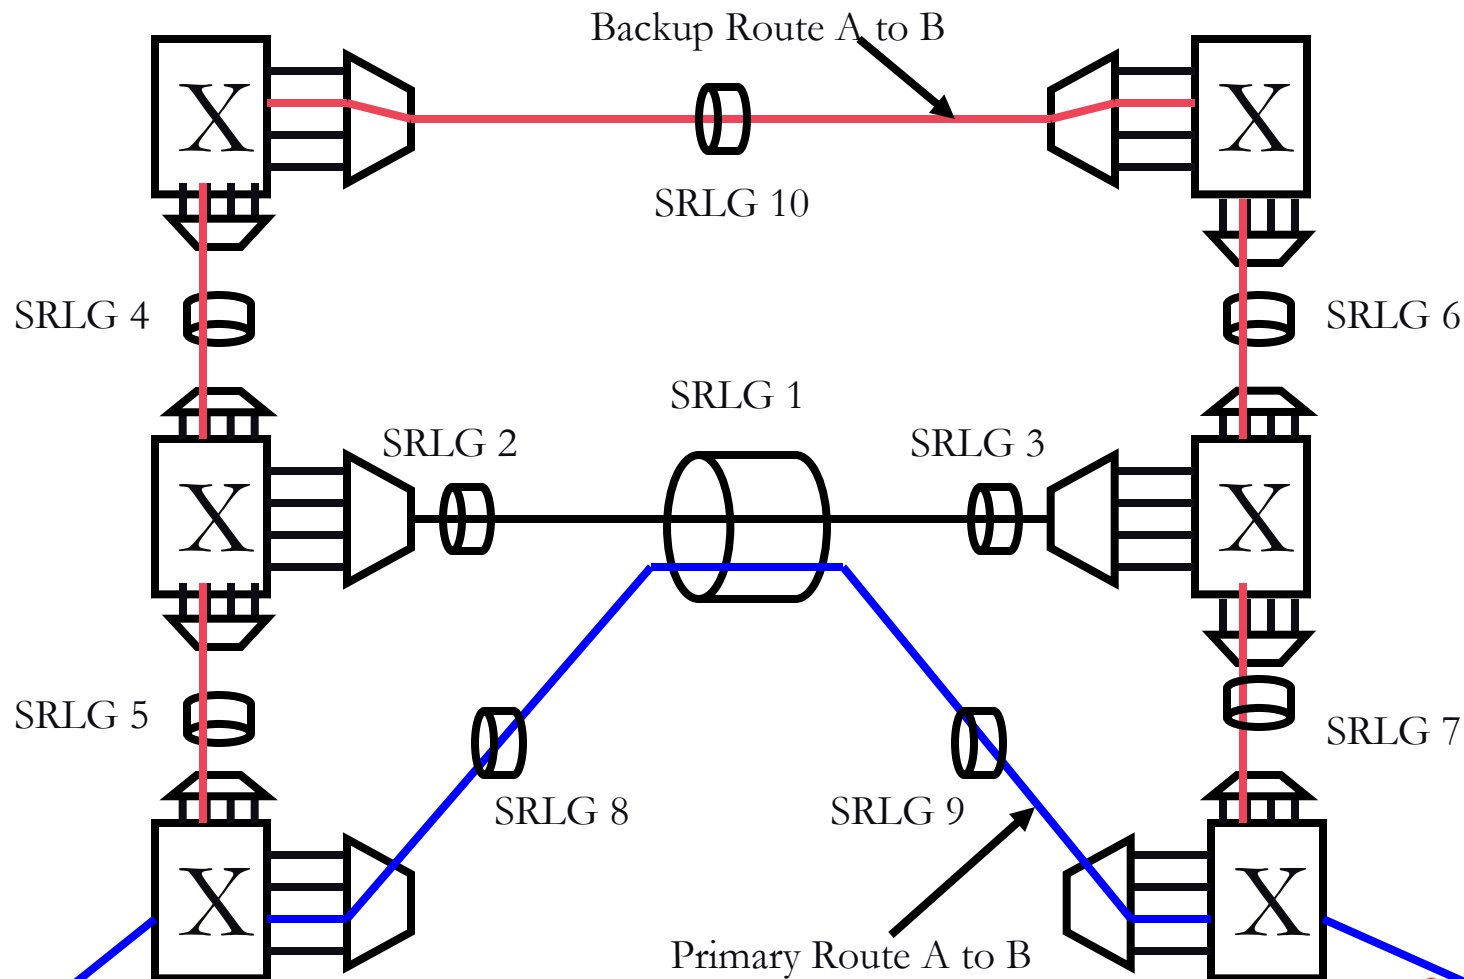 Backup Route A to B
X
X
SRLG 10
SRLG 4
SRLG 6
SRLG 1
SRLG 2
SRLG 3
X
X
SRLG 5
SRLG 7
SRLG 8
SRLG 9
X
X
Primary Route A to B